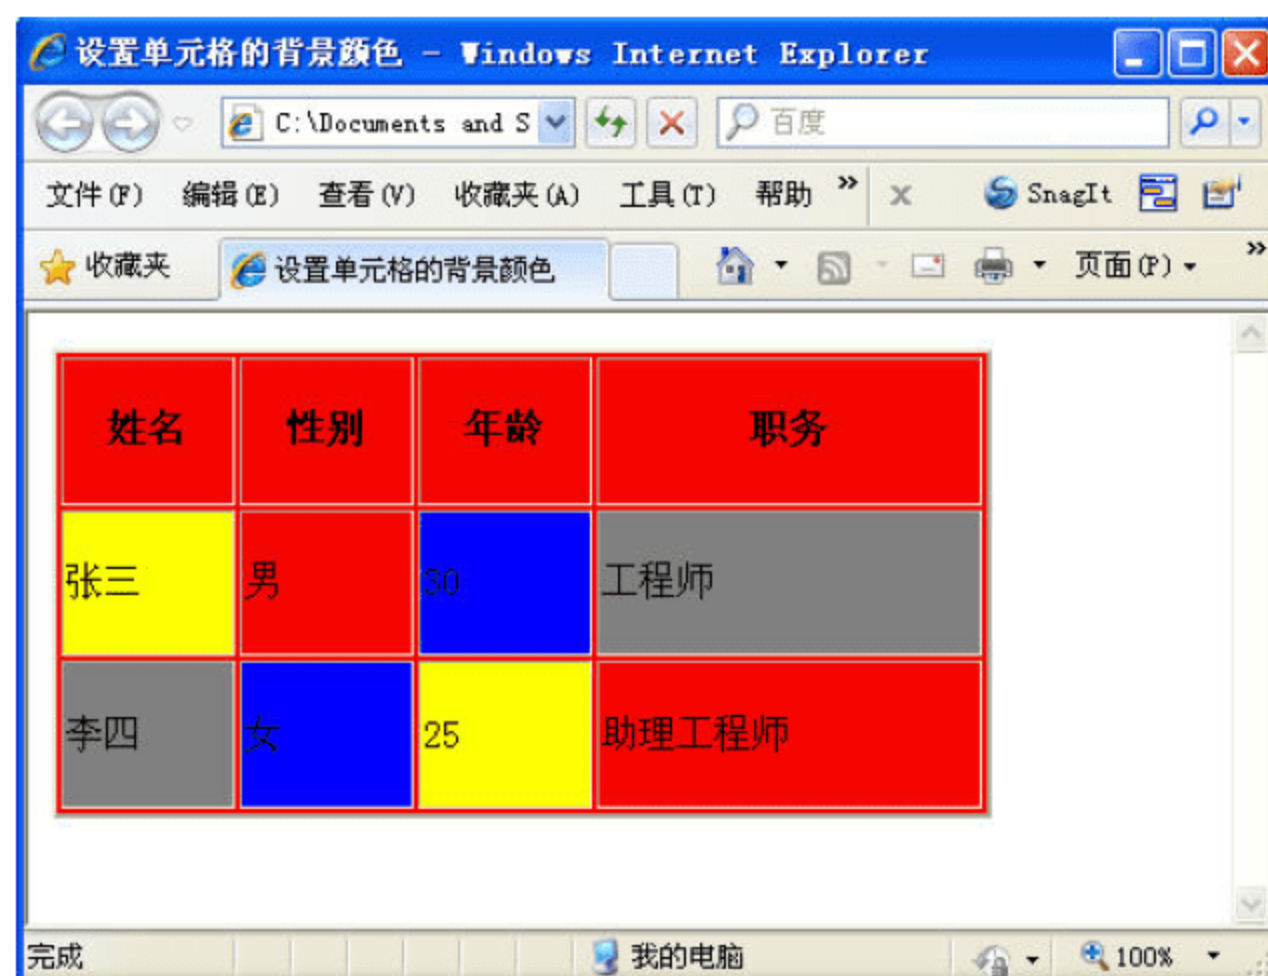 设置单元格的背景颜色 - Windows Internet Explorer
C:\Documents and S 百度
文件(F) 编辑(E) 查看(V) 收藏夹(A) 工具(T) 帮助 » x SnagIt
收藏夹 设置单元格的背景颜色 页面(P) »
姓名 性别 年龄 职务
张三 男 30 工程师
李四 女 25 助理工程师
完成 我的电脑 100%